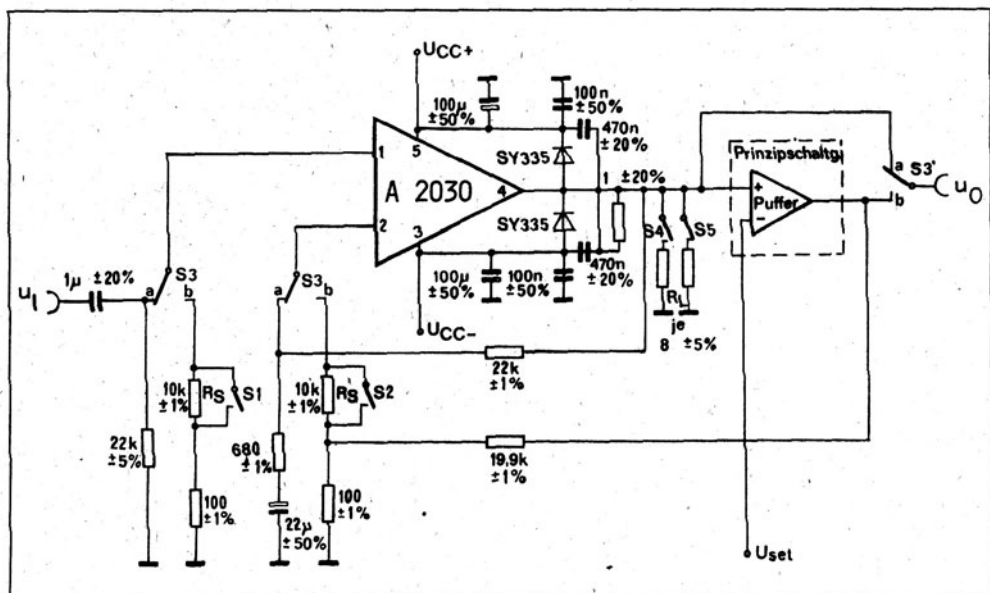 UCC+
100µ
±50%
100n
±50%
470n
±20%
5
SY335
1
A 2030
4
1 ±20%
2
SY335
3
470n
±20%
100µ
±50%
100n
±50%
UCC-
S4
S5
RL
je
8 ±5%
Prinzipschaltg.
+
Puffer
-
a
S3'
b
uO
Uset
uI
1µ ±20%
S3
a
b
10k
±1%
RS
S1
22k
±5%
100
±1%
S3
a
b
10k
±1%
RS'
S2
680
±1%
22µ
±50%
100
±1%
22k
±1%
19,9k
±1%